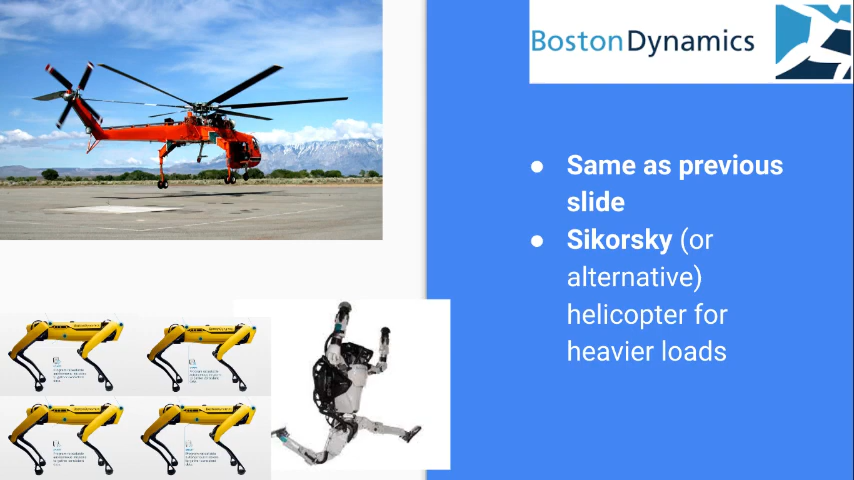 BostonDynamics
● Same as previous
slide
● Sikorsky (or
alternative)
helicopter for
heavier loads